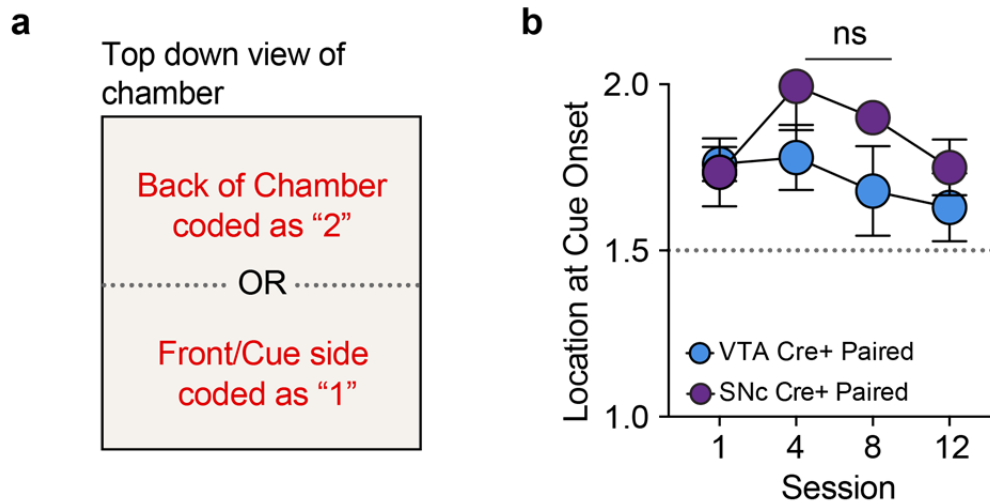 a
Top down view of
chamber
Back of Chamber
coded as “2”
OR
Front/Cue side
coded as “1”
b
ns
Location at Cue Onset
2.0
1.5
1.0
VTA Cre+ Paired
SNc Cre+ Paired
1 4 8 12
Session